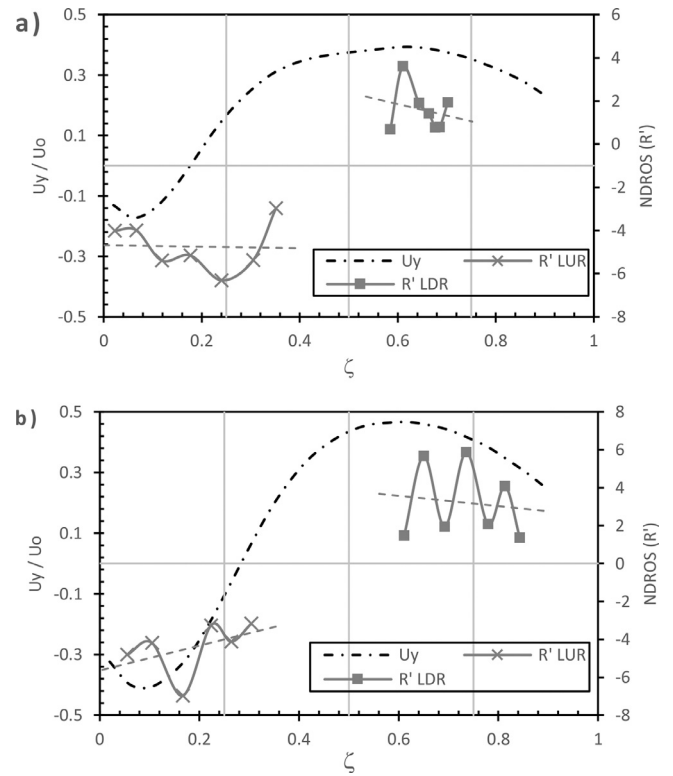 a)
0.5
0.3
0.1
-0.1
-0.3
-0.5
Uy / Uo
6
4
2
0
-2
-4
-6
-8
NDROS (R')
Uy
R' LUR
R' LDR
0
0.2
0.4
0.6
0.8
1
ζ
b)
0.5
0.3
0.1
-0.1
-0.3
-0.5
Uy / Uo
8
6
4
2
0
-2
-4
-6
-8
NDROS (R')
Uy
R' LUR
R' LDR
0
0.2
0.4
0.6
0.8
1
ζ